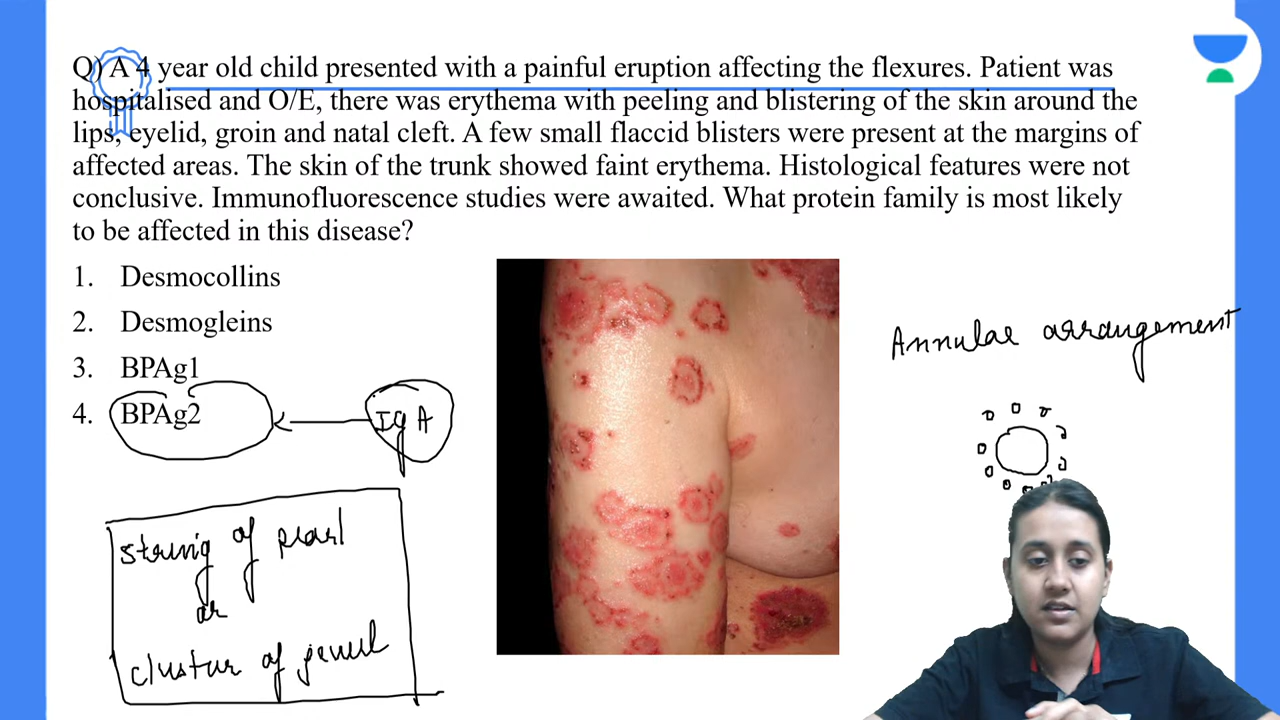 Q) A 4 year old child presented with a painful eruption affecting the flexures. Patient was
hospitalised and O/E, there was erythema with peeling and blistering of the skin around the
lips, eyelid, groin and natal cleft. A few small flaccid blisters were present at the margins of
affected areas. The skin of the trunk showed faint erythema. Histological features were not
conclusive. Immunofluorescence studies were awaited. What protein family is most likely
to be affected in this disease?
1. Desmocollins
2. Desmogleins
3. BPAg1
4. BPAg2
IgA
Annular arrangement
string of pearl
or
cluster of jewel